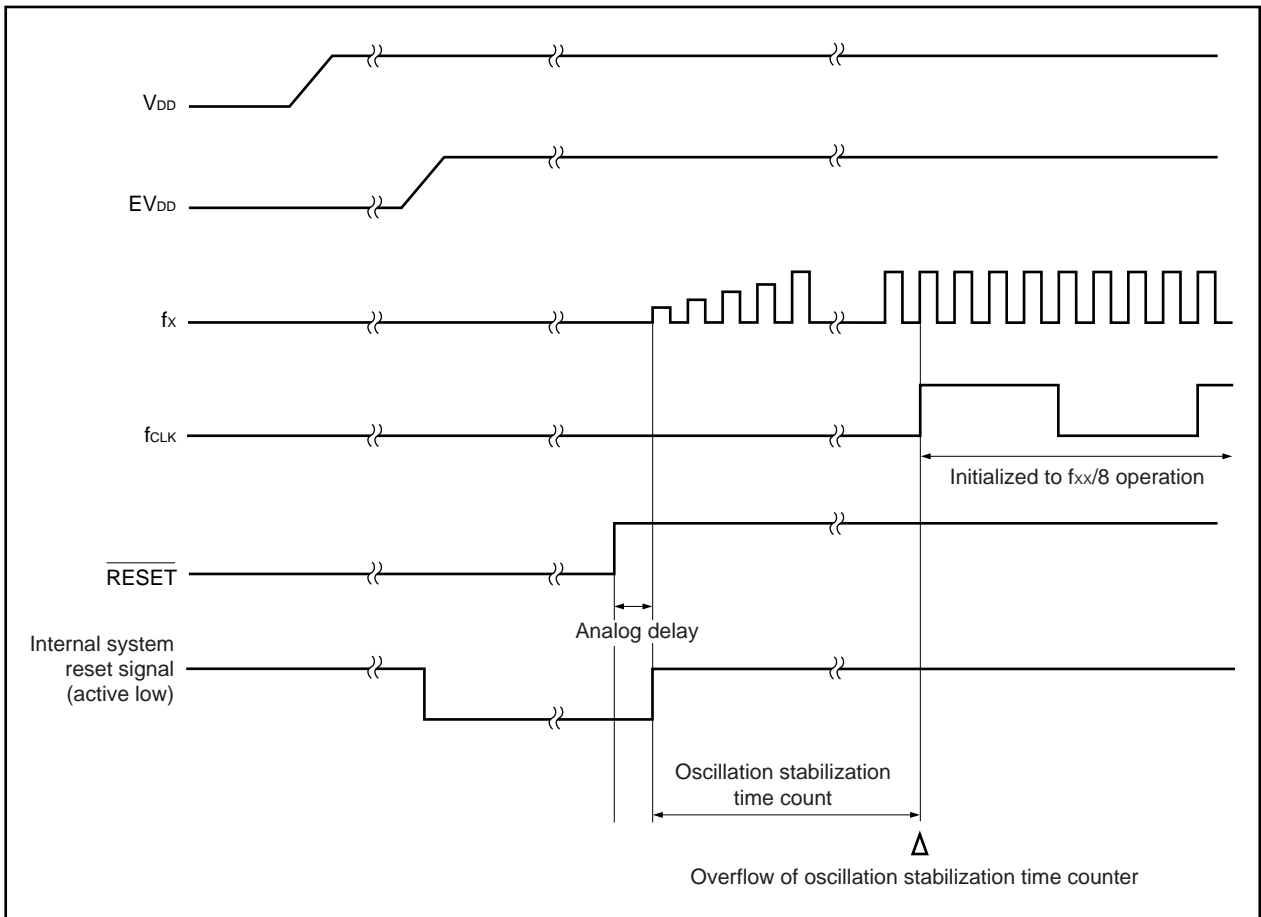 VDD
EVDD
fX
fCLK
Initialized to fXX/8 operation
RESET
Analog delay
Internal system
reset signal
(active low)
Oscillation stabilization
time count
Overflow of oscillation stabilization time counter